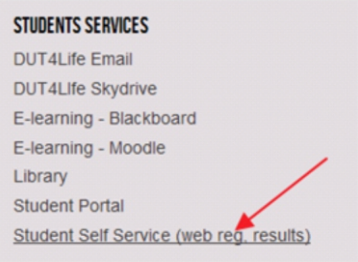 STUDENTS SERVICES
DUT4Life Email
DUT4LIfe Skydrive
E-learning - Blackboard
E-learning - Moodle
Library
Student Portal
Student Self Service (web reg. results)